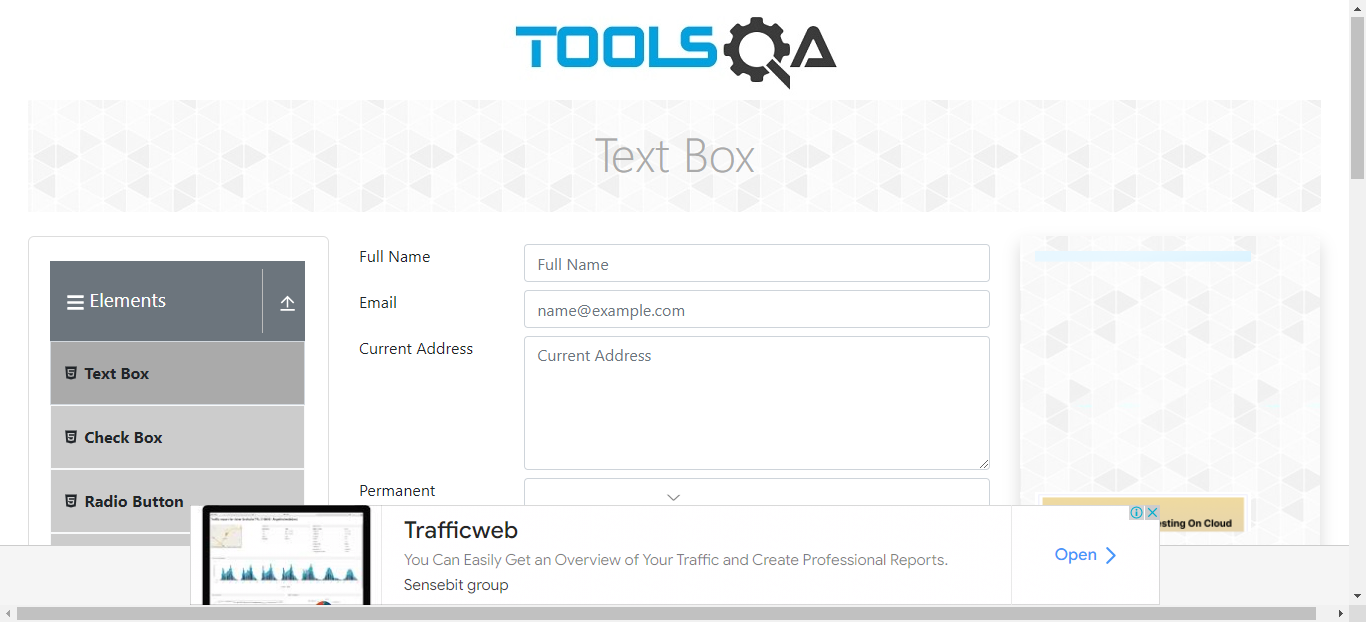 TOOLSQA
Text Box
Elements
Text Box
Check Box
Radio Button
Full Name
Full Name
Email
name@example.com
Current Address
Current Address
Permanent
esting On Cloud
Trafficweb
You Can Easily Get an Overview of Your Traffic and Create Professional Reports.
Sensebit group
Open